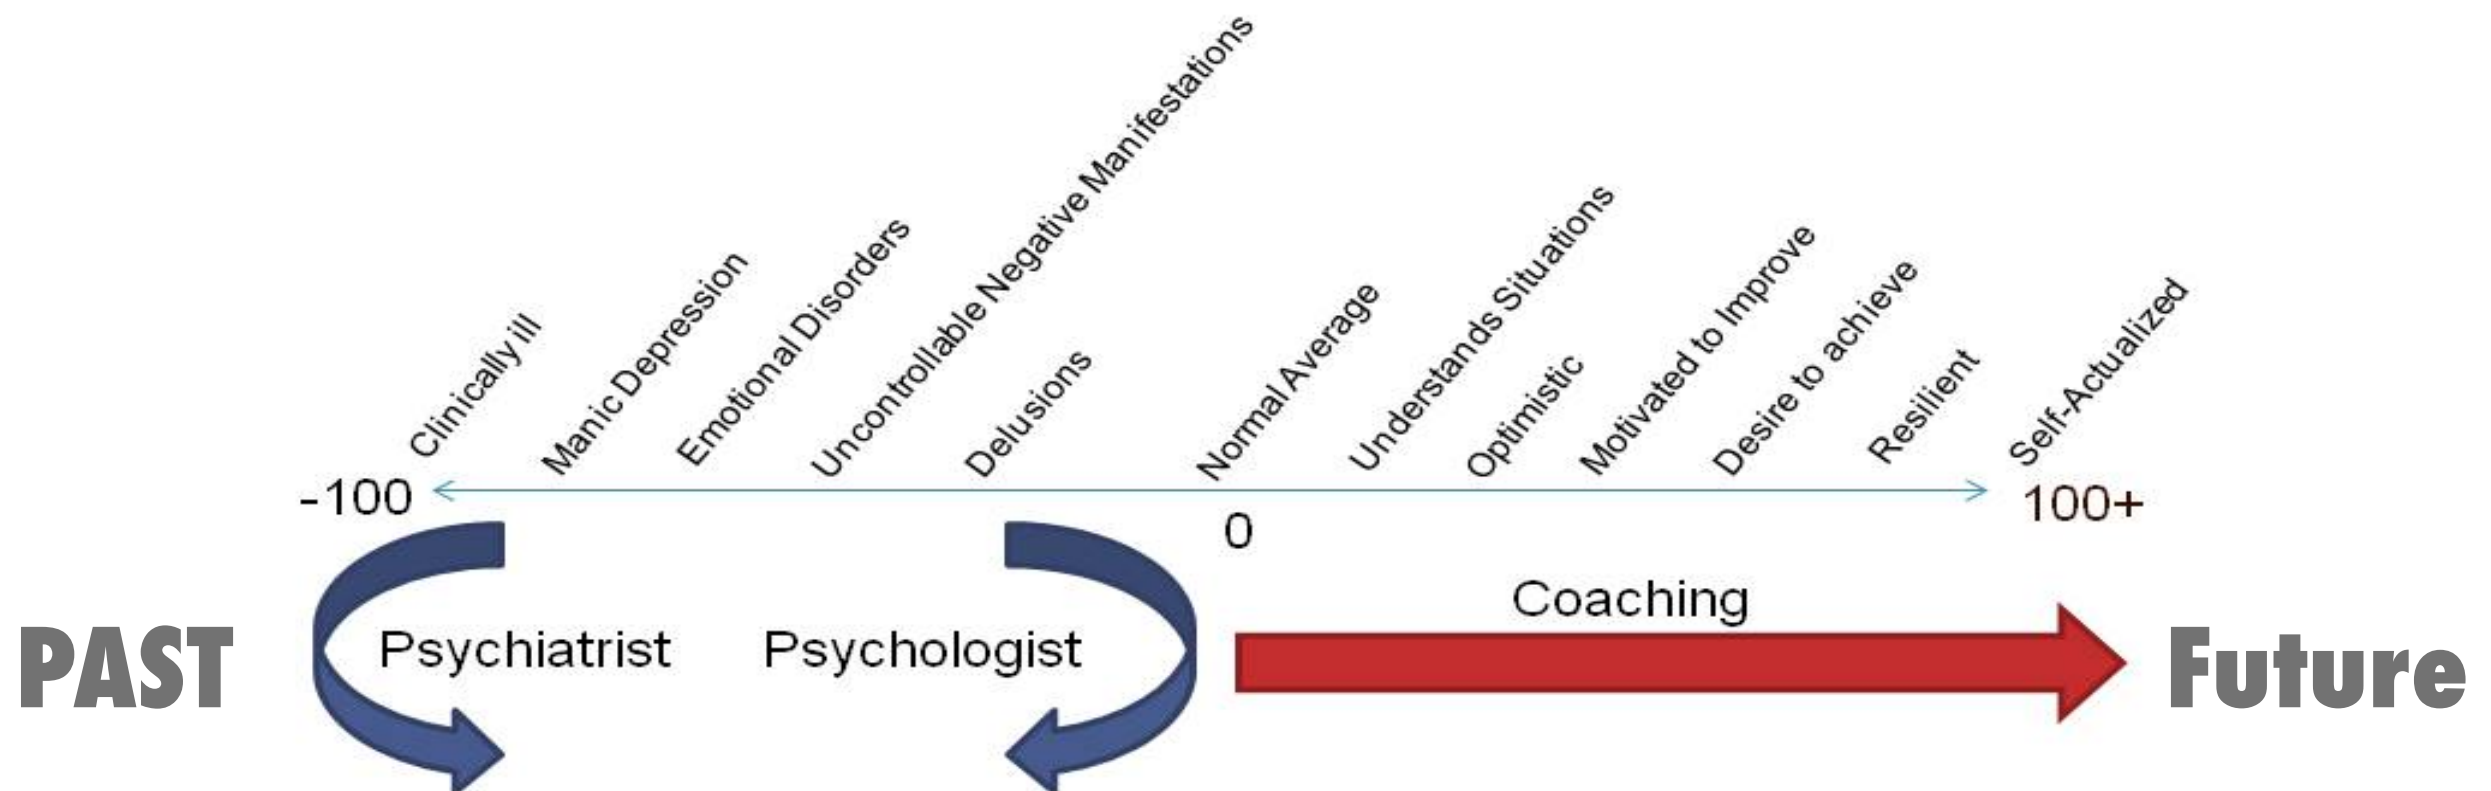 Clinically ill
Manic Depression
Emotional Disorders
Uncontrollable Negative Manifestations
Delusions
Normal Average
Understands Situations
Optimistic
Motivated to Improve
Desire to achieve
Resilient
Self-Actualized
-100
0
100+
Coaching
PAST
Psychiatrist
Psychologist
Future